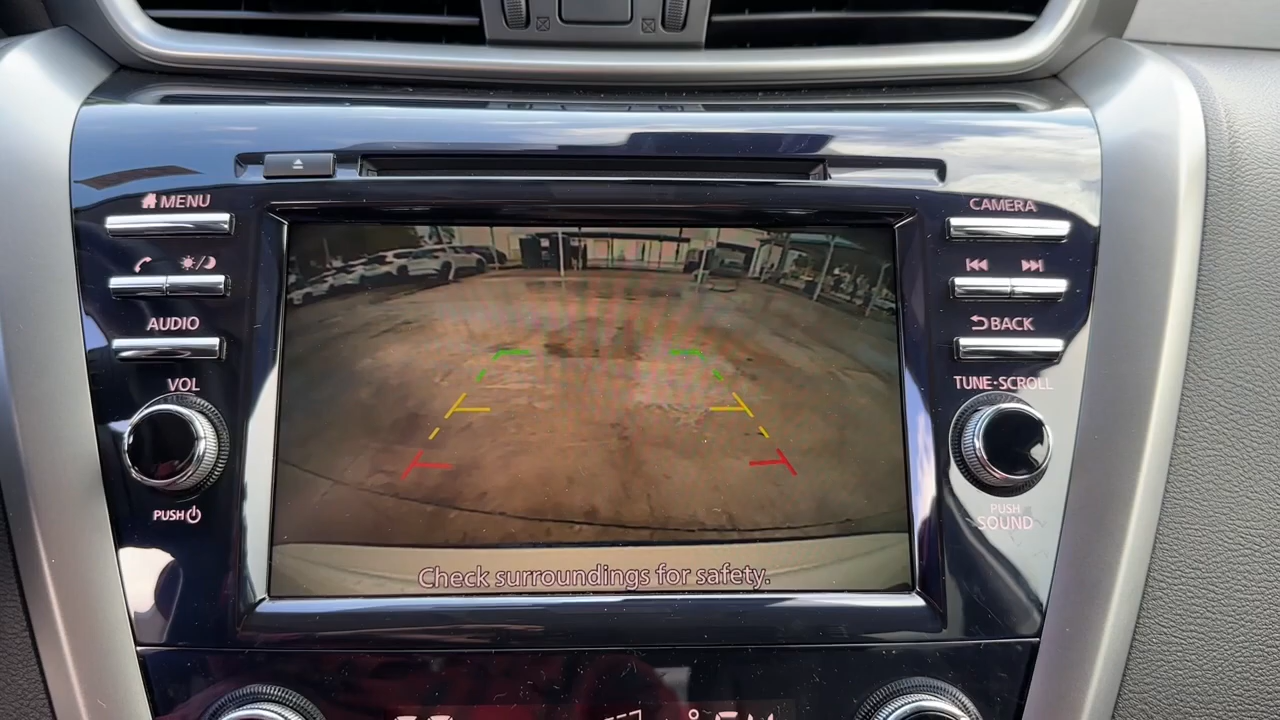 MENU
CAMERA
AUDIO
BACK
VOL
TUNE·SCROLL
PUSH
PUSH
SOUND
Check surroundings for safety.